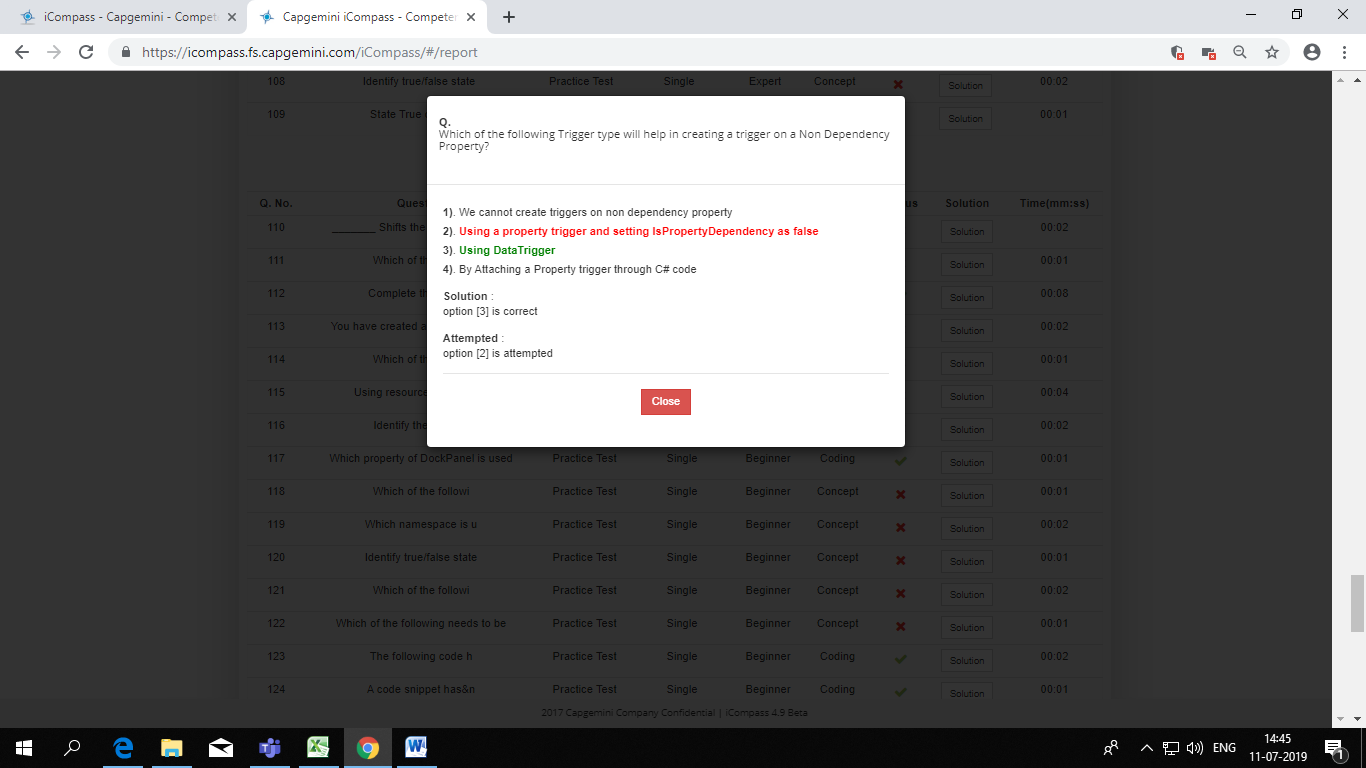 iCompass - Capgemini - Compet
Capgemini iCompass - Competen
https://icompass.fs.capgemini.com/iCompass/#/report
108 Identify true/false state Practice Test Single Expert Concept Solution 00:02
109 State True Solution 00:01
Q.
Which of the following Trigger type will help in creating a trigger on a Non Dependency
Property?
1). We cannot create triggers on non dependency property
2). Using a property trigger and setting IsPropertyDependency as false
3). Using DataTrigger
4). By Attaching a Property trigger through C# code
Solution :
option [3] is correct
Attempted :
option [2] is attempted
Close
Q. No. Quest us Solution Time(mm:ss)
110 ________ Shifts the Solution 00:02
111 Which of th Solution 00:01
112 Complete th Solution 00:08
113 You have created a Solution 00:02
114 Which of th Solution 00:01
115 Using resource Solution 00:04
116 Identify the Solution 00:02
117 Which property of DockPanel is used Practice Test Single Beginner Coding Solution 00:01
118 Which of the followi Practice Test Single Beginner Concept Solution 00:01
119 Which namespace is u Practice Test Single Beginner Concept Solution 00:02
120 Identify true/false state Practice Test Single Beginner Concept Solution 00:01
121 Which of the followi Practice Test Single Beginner Concept Solution 00:02
122 Which of the following needs to be Practice Test Single Beginner Concept Solution 00:01
123 The following code h Practice Test Single Beginner Coding Solution 00:02
124 A code snippet has&n Practice Test Single Beginner Coding Solution 00:01
2017 Capgemini Company Confidential | iCompass 4.9 Beta
ENG
14:45
11-07-2019
1